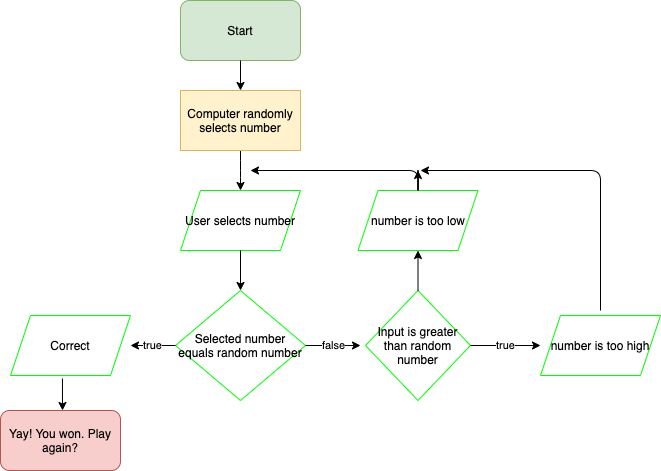 Start
Computer randomly
selects number
User selects number
number is too low
Correct
true
Selected number
equals random number
false
Input is greater
than random
number
true
number is too high
Yay! You won. Play
again?